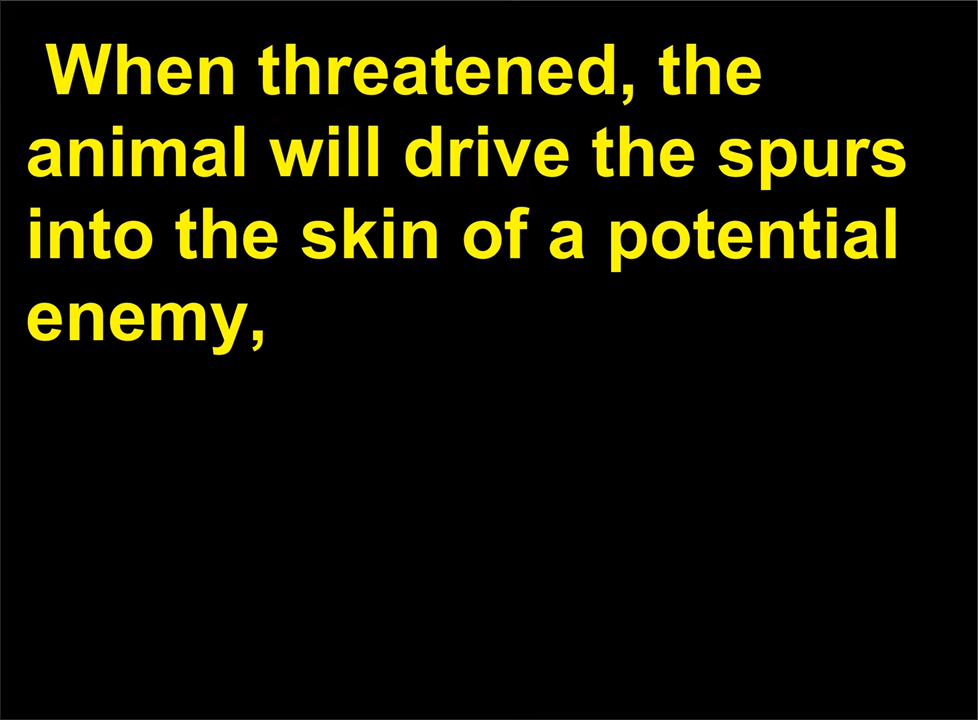 When threatened, the
animal will drive the spurs
into the skin of a potential
enemy,